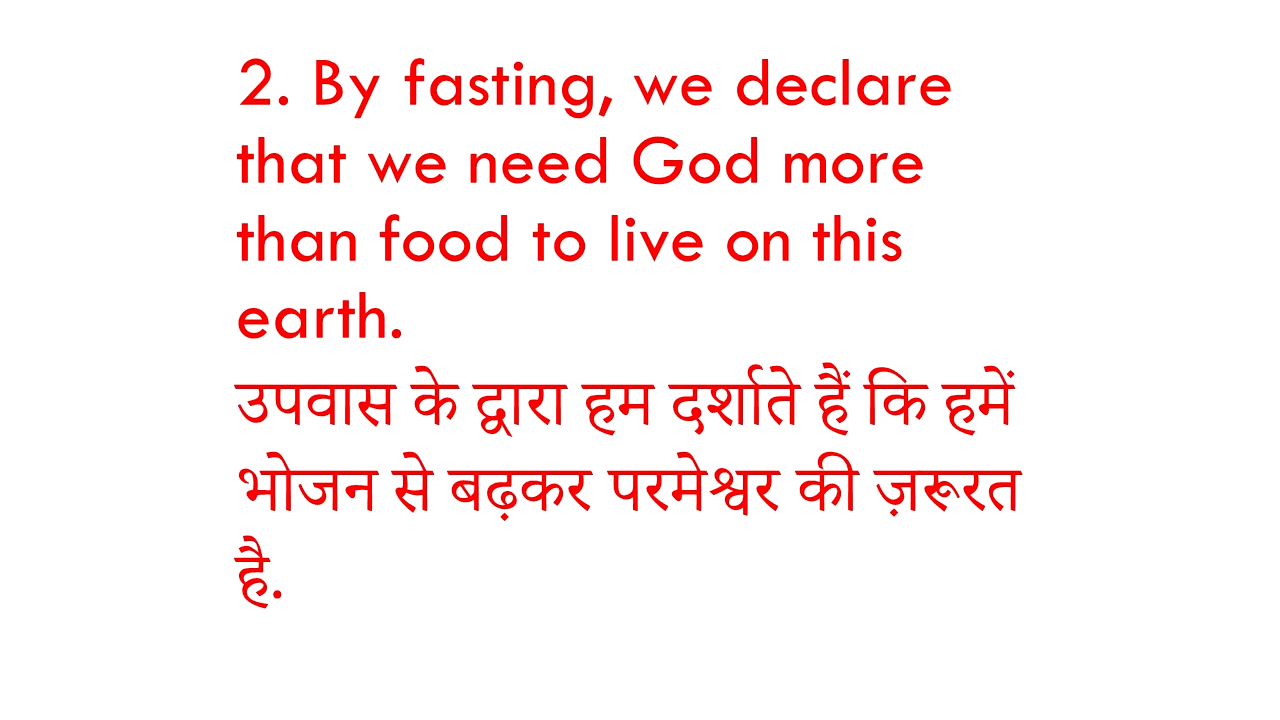 2. By fasting, we declare
that we need God more
than food to live on this
earth.
उपवास के द्वारा हम दर्शाते हैं कि हमें
भोजन से बढ़कर परमेश्वर की ज़रूरत
है.